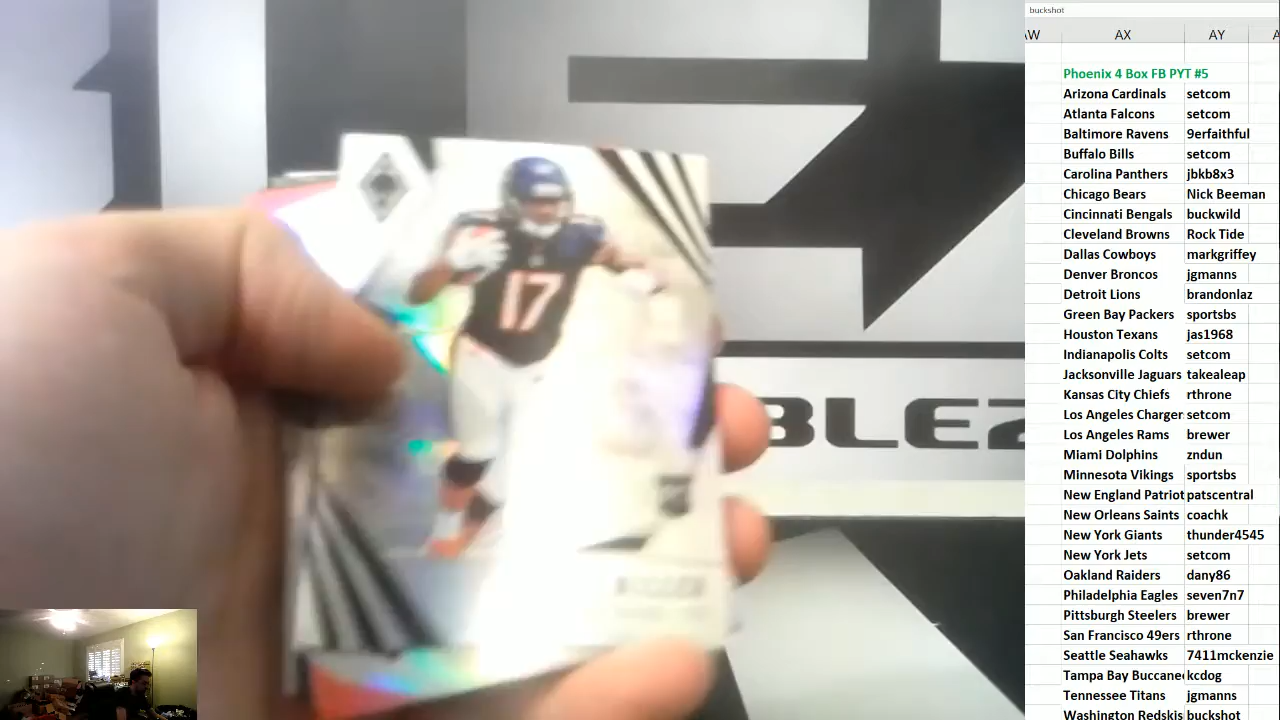 buckshot
AW AX AY
Phoenix 4 Box FB PYT #5
Arizona Cardinals setcom
Atlanta Falcons setcom
Baltimore Ravens 9erfaithful
Buffalo Bills setcom
Carolina Panthers jbkb8x3
Chicago Bears Nick Beeman
Cincinnati Bengals buckwild
Cleveland Browns Rock Tide
Dallas Cowboys markgriffey
Denver Broncos jgmanns
Detroit Lions brandonlaz
Green Bay Packers sportsbs
Houston Texans jas1968
Indianapolis Colts setcom
Jacksonville Jaguars takealeap
Kansas City Chiefs rthrone
Los Angeles Charger setcom
Los Angeles Rams brewer
Miami Dolphins zndun
Minnesota Vikings sportsbs
New England Patriot patscentral
New Orleans Saints coachk
New York Giants thunder4545
New York Jets setcom
Oakland Raiders dany86
Philadelphia Eagles seven7n7
Pittsburgh Steelers brewer
San Francisco 49ers rthrone
Seattle Seahawks 7411mckenzie
Tampa Bay Buccane kcdog
Tennessee Titans jgmanns
Washington Redskis buckshot
17
BLEZ